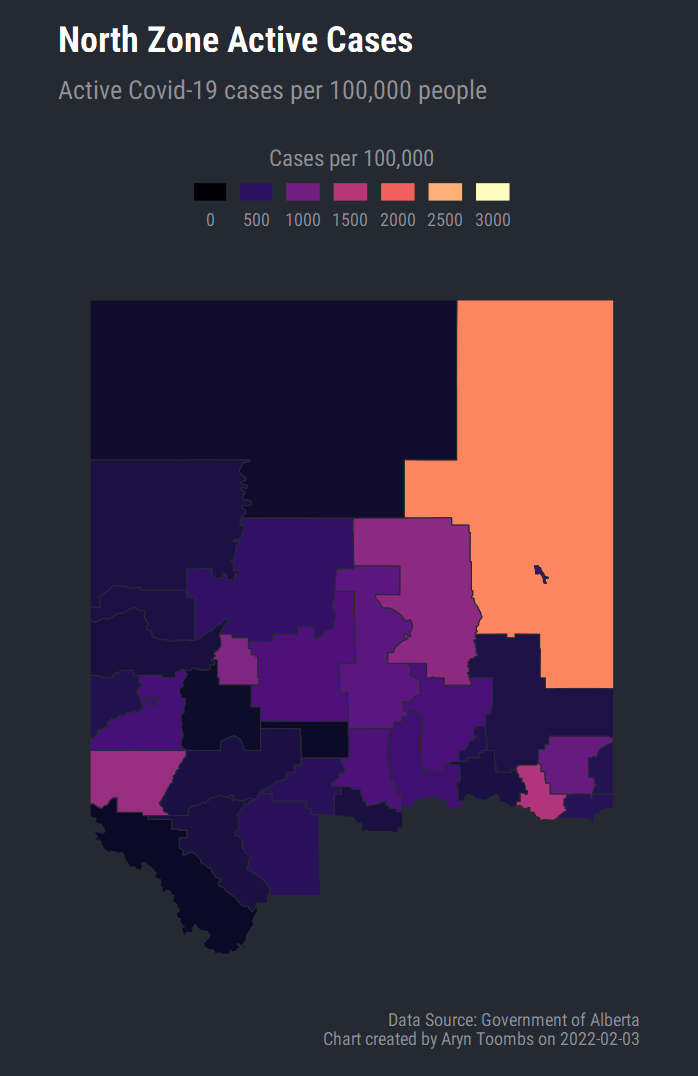 North Zone Active Cases
Active Covid-19 cases per 100,000 people
Cases per 100,000
0 500 1000 1500 2000 2500 3000
Data Source: Government of Alberta
Chart created by Aryn Toombs on 2022-02-03